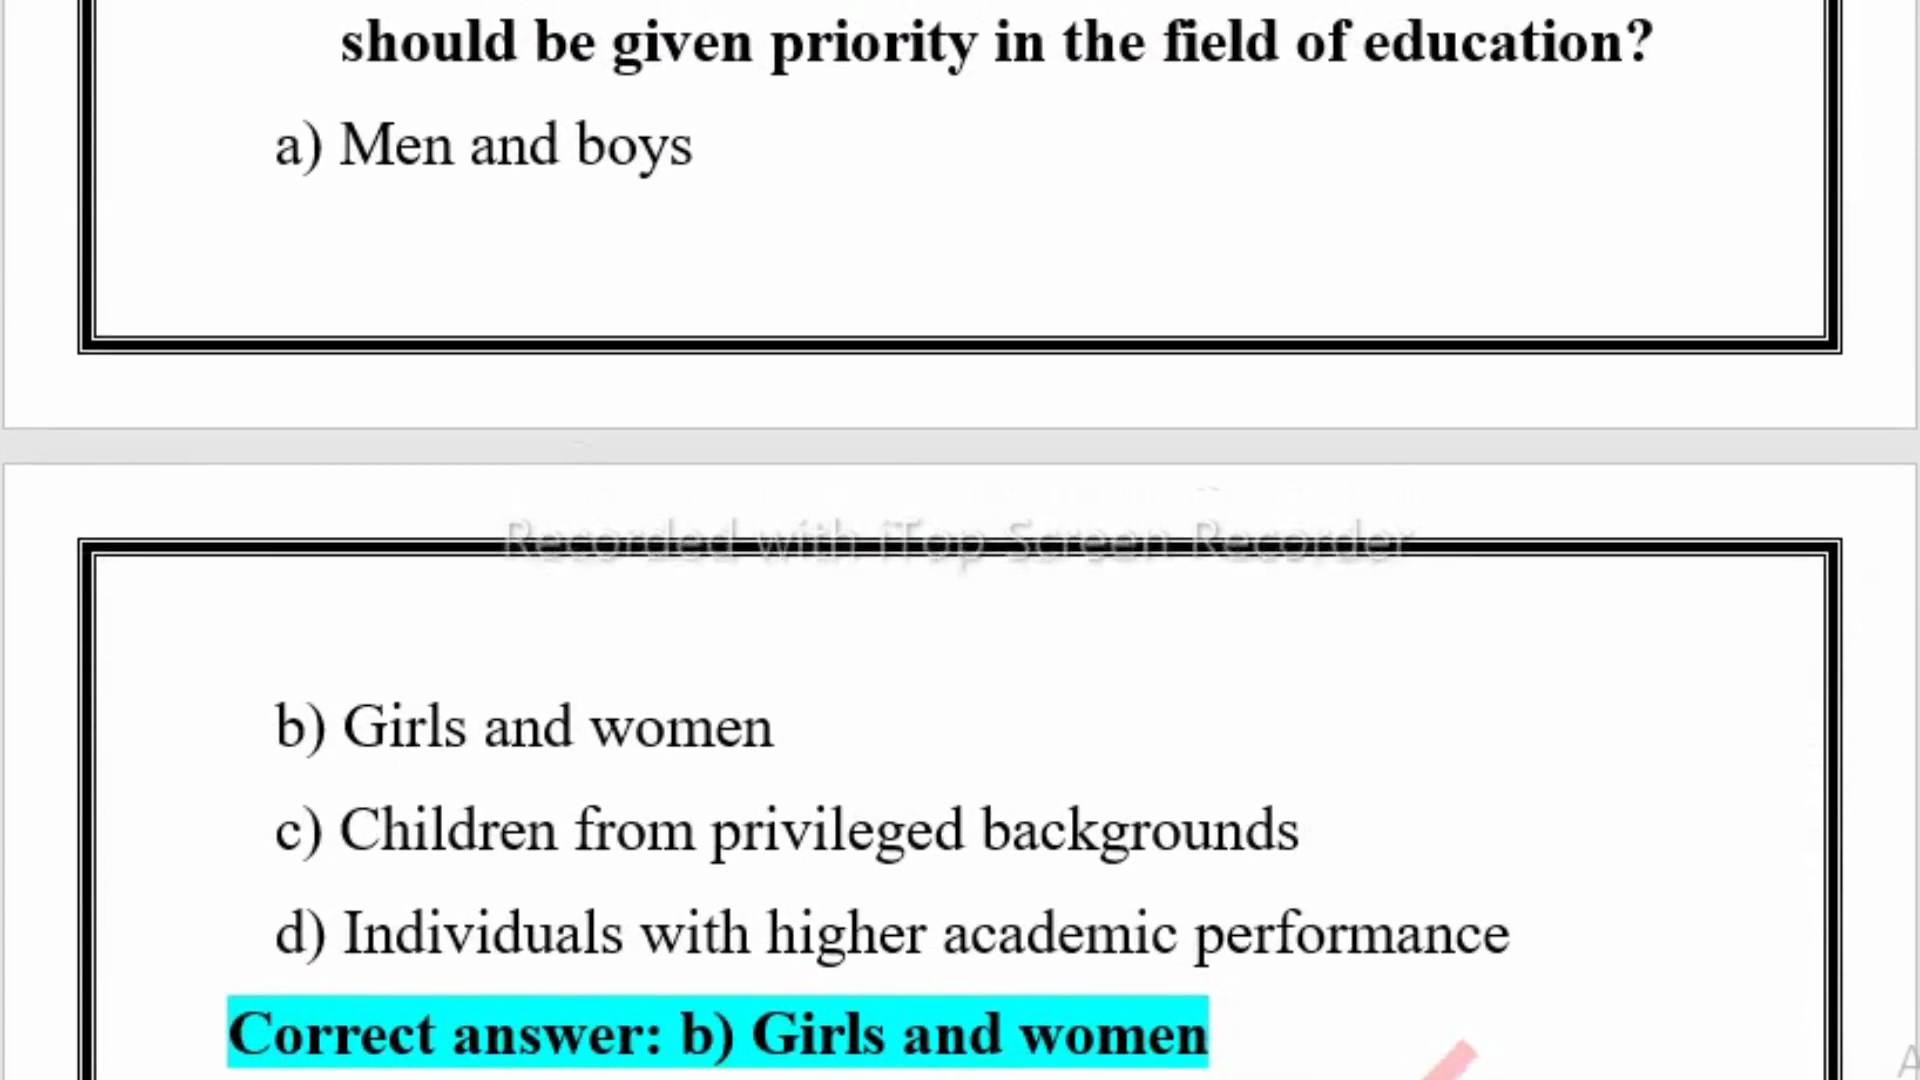 should be given priority in the field of education?
a) Men and boys
Recorded with iTop Screen Recorder
b) Girls and women
c) Children from privileged backgrounds
d) Individuals with higher academic performance
Correct answer: b) Girls and women